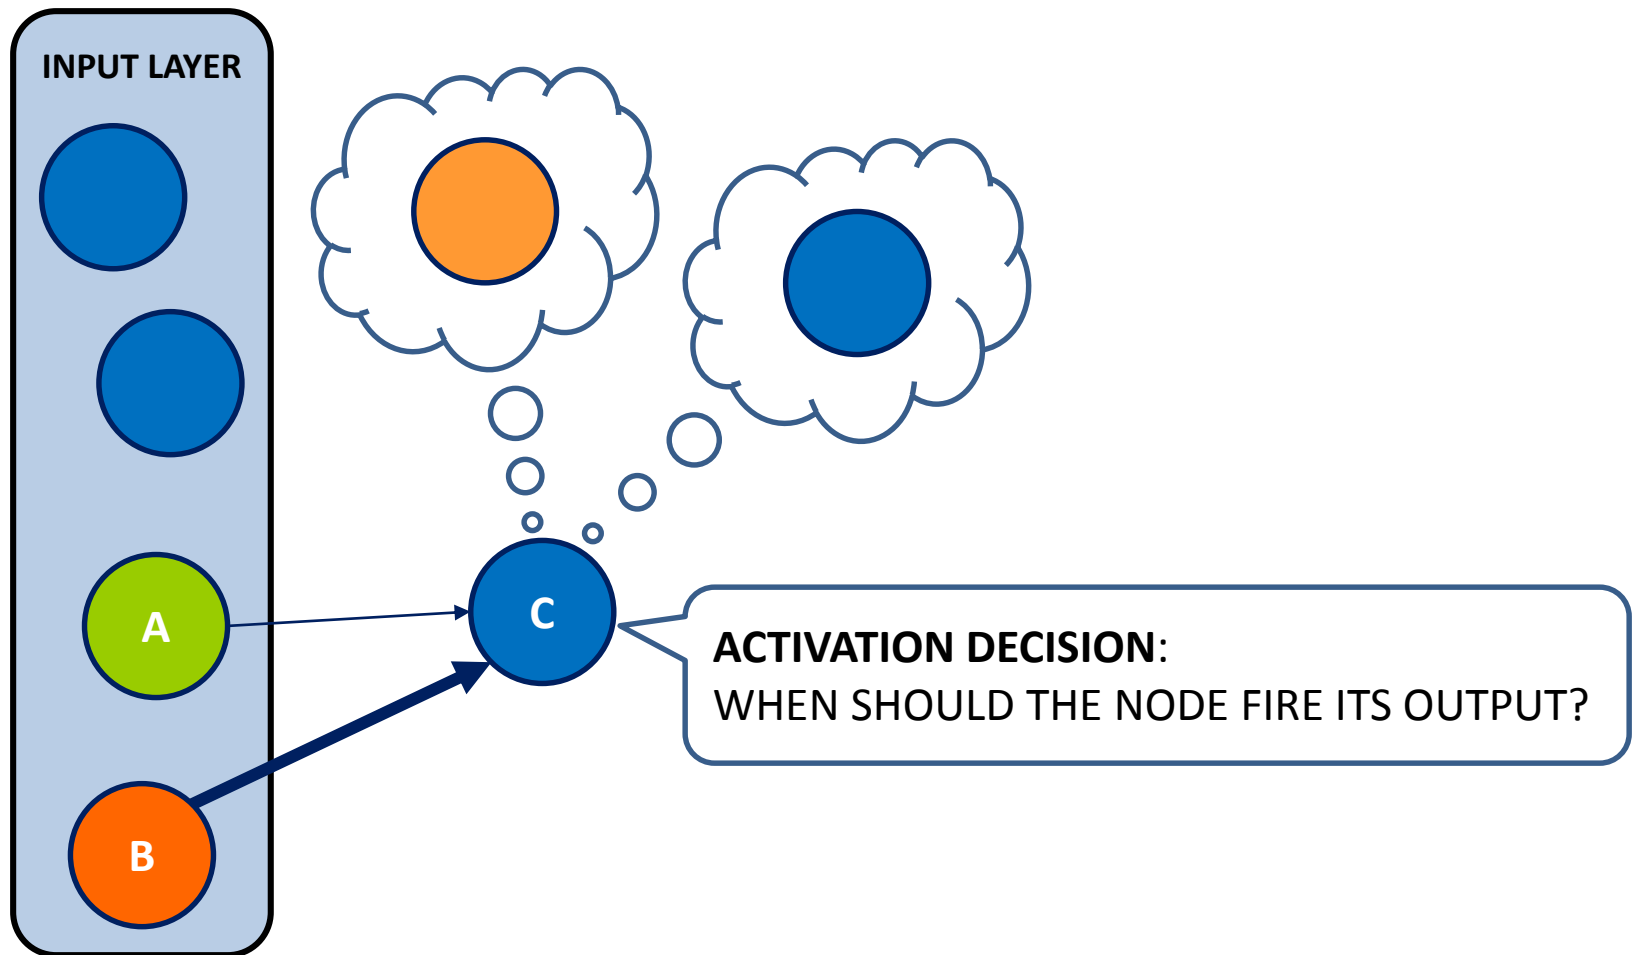 INPUT LAYER
A
C
B
ACTIVATION DECISION:
WHEN SHOULD THE NODE FIRE ITS OUTPUT?